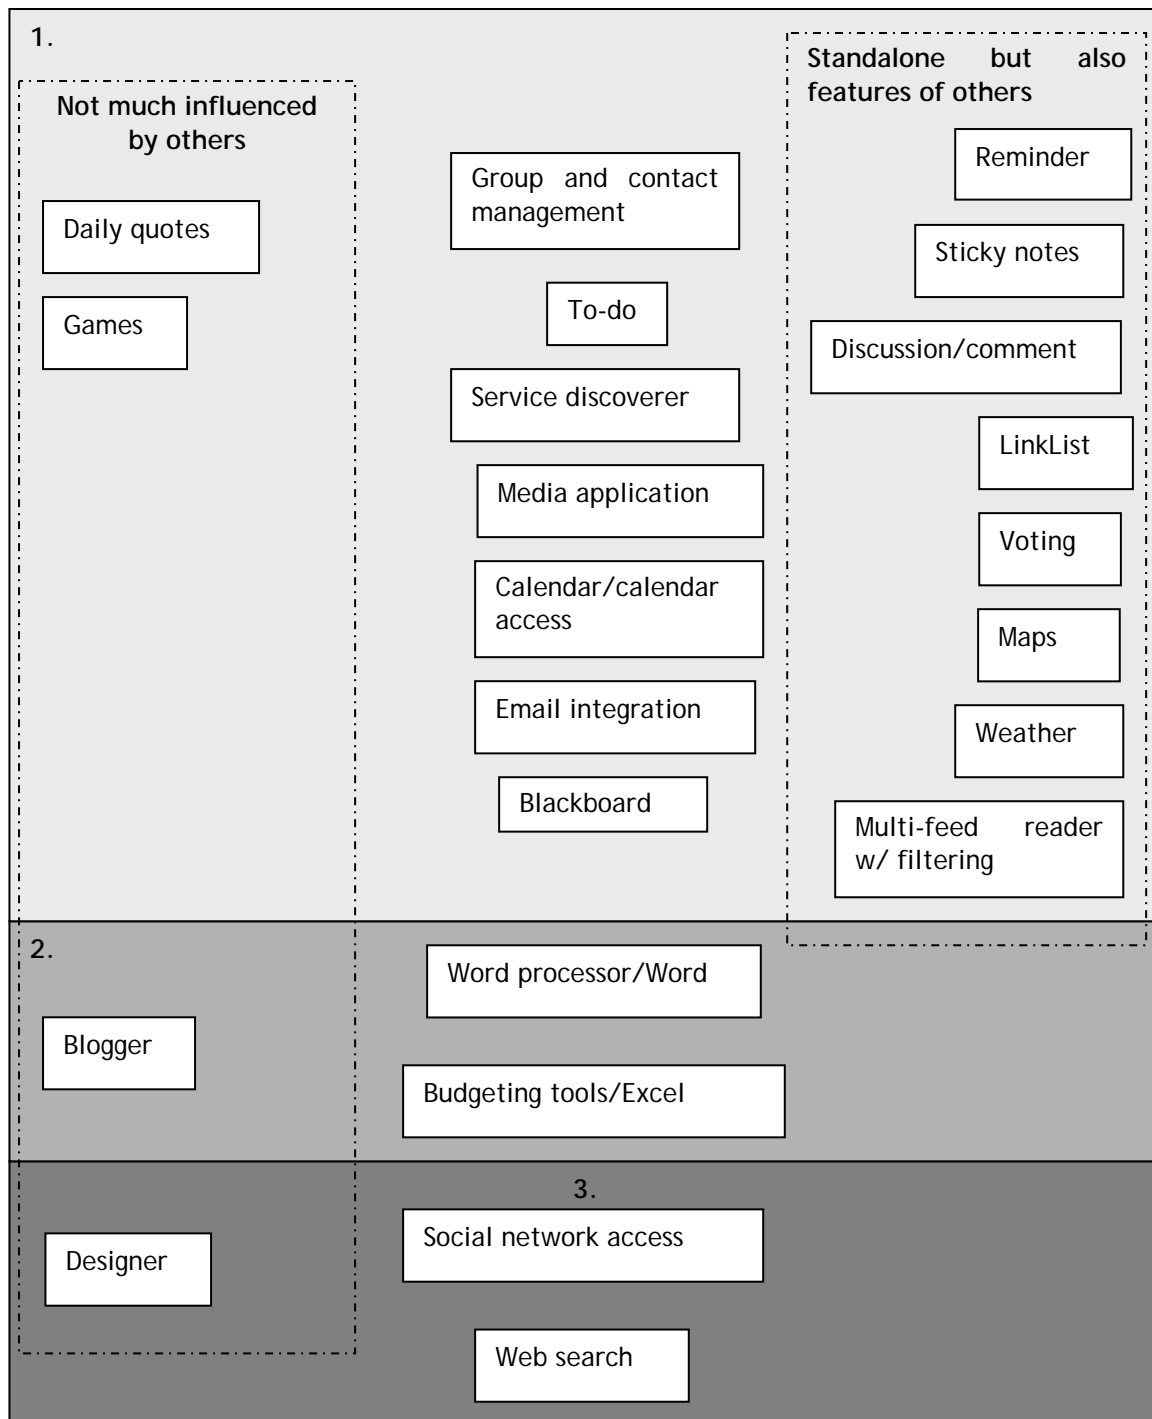 1.
Not much influenced
by others
Daily quotes
Games
Group and contact
management
To-do
Service discoverer
Media application
Calendar/calendar
access
Email integration
Blackboard
Standalone but also
features of others
Reminder
Sticky notes
Discussion/comment
LinkList
Voting
Maps
Weather
Multi-feed reader
w/ filtering
2.
Blogger
Word processor/Word
Budgeting tools/Excel
3.
Designer
Social network access
Web search